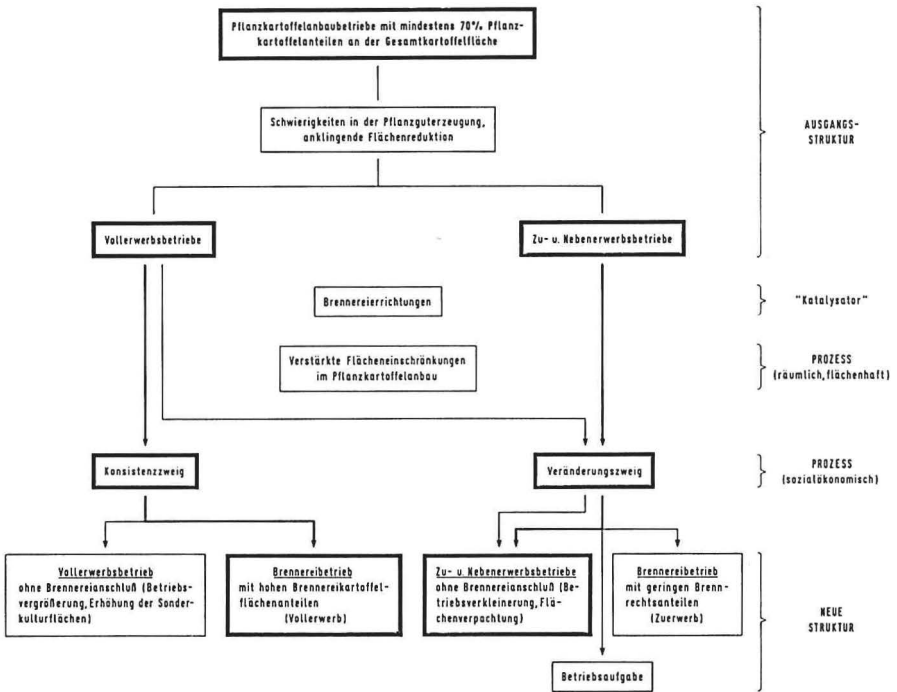 Pflanzkartoffelanbaubetriebe mit mindestens 70% Pflanz-
kartoffelanteilen an der Gesamtkartoffelfläche
Schwierigkeiten in der Pflanzguterzeugung,
anklingende Flächenreduktion
AUSGANGS-
STRUKTUR
Vollerwerbsbetriebe
Zu- u. Nebenerwerbsbetriebe
Brennereierrichtungen
"Katalysator"
Verstärkte Flächeneinschränkungen
im Pflanzkartoffelanbau
PROZESS
(räumlich, flächenhaft)
Konsistenzzweig
Veränderungszweig
PROZESS
(sozialökonomisch)
Vollerwerbsbetrieb
ohne Brennereianschluß (Betriebs-
vergrößerung, Erhöhung der Sonder-
kulturflächen)
Brennereibetrieb
mit hohen Brennereikartoffel-
flächenanteilen
(Vollerwerb)
Zu- u. Nebenerwerbsbetriebe
ohne Brennereianschluß (Be-
triebsverkleinerung, Flä-
chenverpachtung)
Brennereibetrieb
mit geringen Brenn-
rechtsanteilen
(Zuerwerb)
NEUE
STRUKTUR
Betriebsaufgabe